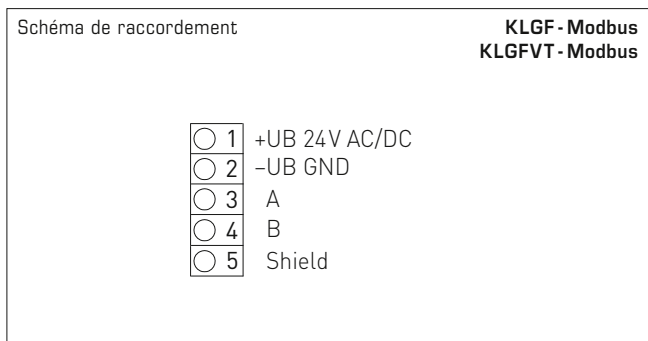 Schéma de raccordement
KLGF - Modbus
KLGFVT - Modbus
1 +UB 24V AC/DC
2 –UB GND
3 A
4 B
5 Shield